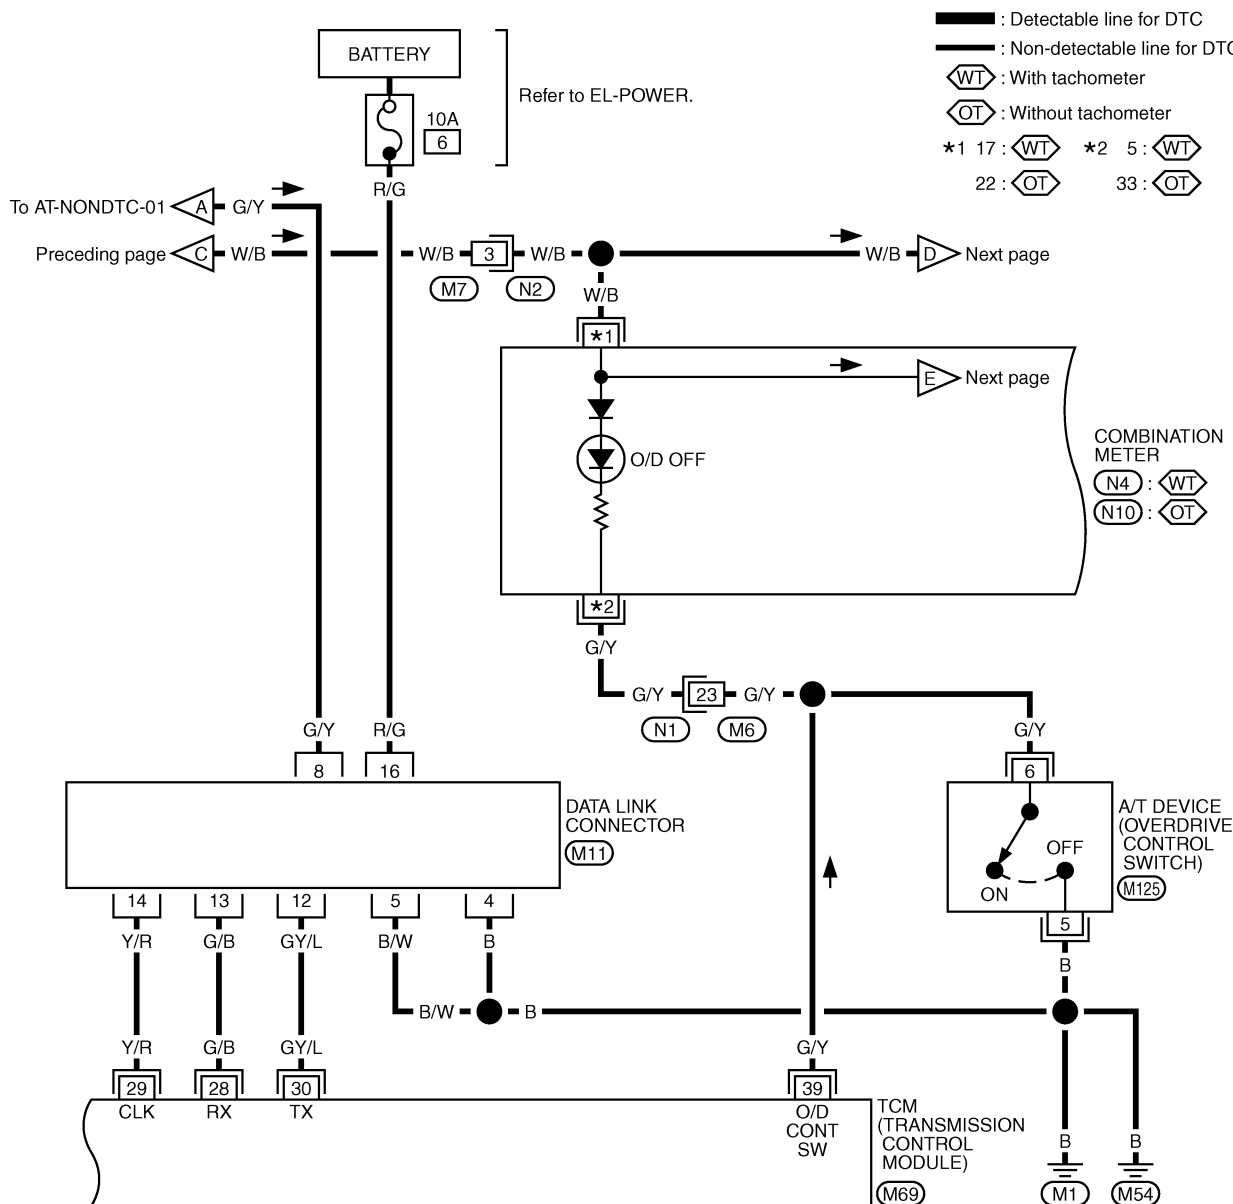 : Detectable line for DTC
BATTERY
: Non-detectable line for DTC
WT : With tachometer
Refer to EL-POWER.
10A
6
OT : Without tachometer
*1 17 : WT *2 5 : WT
22 : OT 33 : OT
R/G
To AT-NONDTC-01 A G/Y
Preceding page C W/B W/B 3 W/B W/B D Next page
M7 N2
W/B
*1
E Next page
COMBINATION
METER
N4 : WT
N10 : OT
O/D OFF
*2
G/Y
G/Y 23 G/Y
N1 M6
G/Y R/G G/Y
8 16 6
DATA LINK
CONNECTOR
M11
A/T DEVICE
(OVERDRIVE
CONTROL
SWITCH)
M125
OFF
ON
14 13 12 5 4
5
Y/R G/B GY/L B/W B
B
B/W B
Y/R G/B GY/L G/Y
29 28 30 39
CLK RX TX O/D
CONT
SW
TCM
(TRANSMISSION
CONTROL
MODULE)
M69
B B
M1 M54